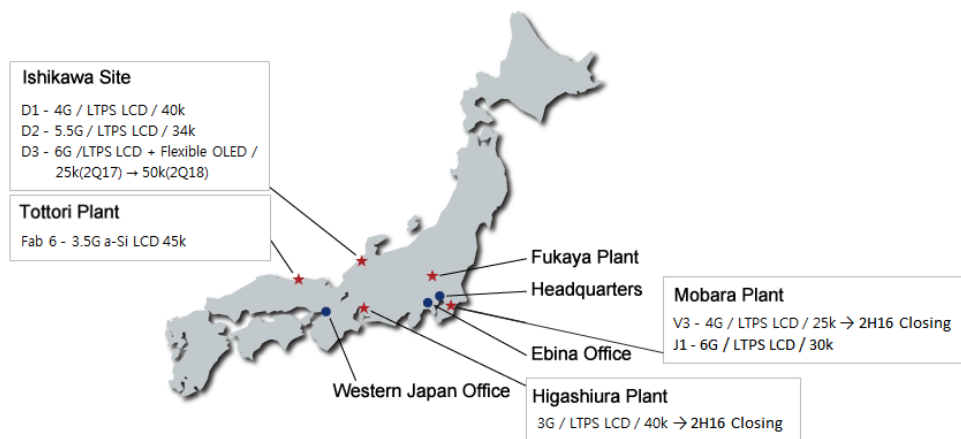 Ishikawa Site
D1 - 4G / LTPS LCD / 40k
D2 - 5.5G / LTPS LCD / 34k
D3 - 6G /LTPS LCD + Flexible OLED /
25k(2Q17) → 50k(2Q18)
Tottori Plant
Fab 6 - 3.5G a-Si LCD 45k
Fukaya Plant
Headquarters
Mobara Plant
V3 - 4G / LTPS LCD / 25k → 2H16 Closing
J1 - 6G / LTPS LCD / 30k
Ebina Office
Western Japan Office
Higashiura Plant
3G / LTPS LCD / 40k → 2H16 Closing